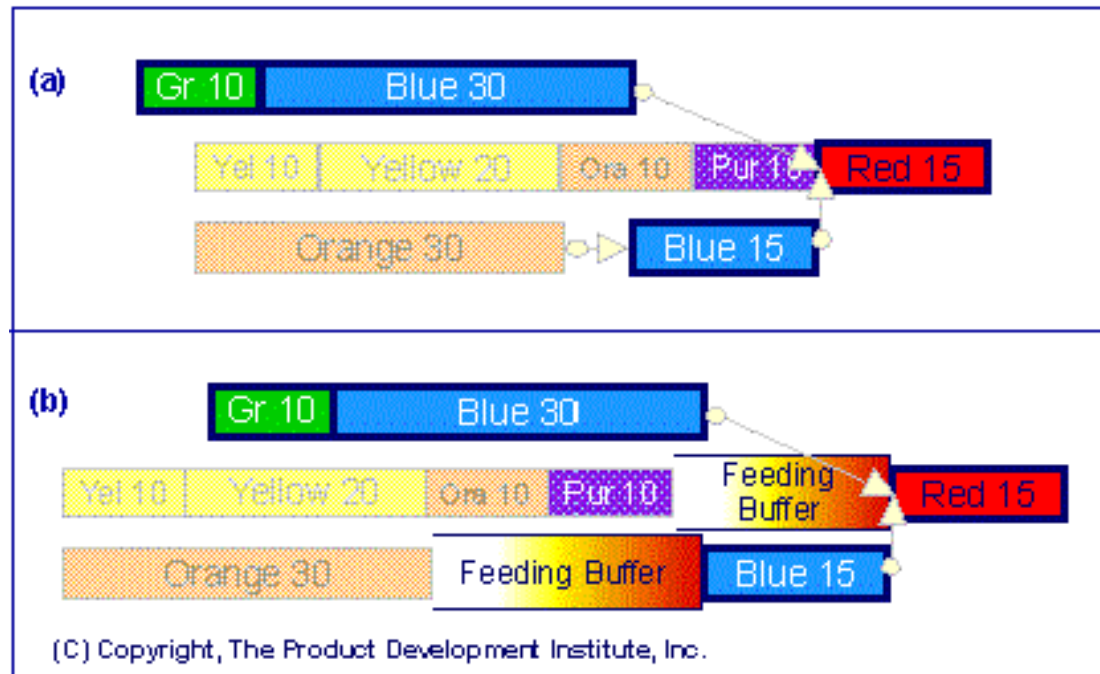 (a)
Gr 10 Blue 30
Yel 10 Yellow 20 Ora 10 Pur 10 Red 15
Orange 30 Blue 15
(b)
Gr 10 Blue 30
Yel 10 Yellow 20 Ora 10 Pur 10 Feeding Buffer Red 15
Orange 30 Feeding Buffer Blue 15
(C) Copyright, The Product Development Institute, Inc.